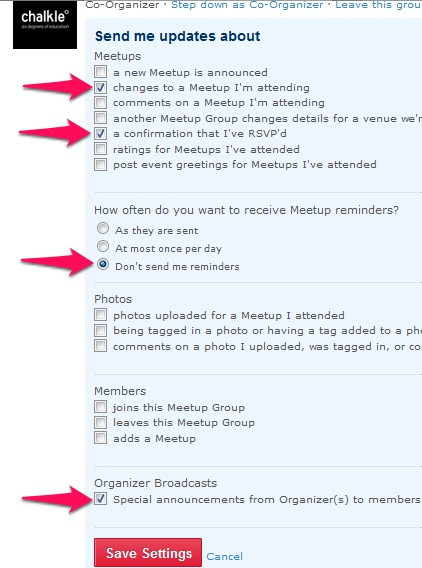 chalkle°
six degrees of education
Co-Organizer · Step down as Co-Organizer · Leave this grou
Send me updates about
Meetups
a new Meetup is announced
changes to a Meetup I'm attending
comments on a Meetup I'm attending
another Meetup Group changes details for a venue we'r
a confirmation that I've RSVP'd
ratings for Meetups I've attended
post event greetings for Meetups I've attended
How often do you want to receive Meetup reminders?
As they are sent
At most once per day
Don't send me reminders
Photos
photos uploaded for a Meetup I attended
being tagged in a photo or having a tag added to a pho
comments on a photo I uploaded, was tagged in, or co
Members
joins this Meetup Group
leaves this Meetup Group
adds a Meetup
Organizer Broadcasts
Special announcements from Organizer(s) to members
Save Settings Cancel